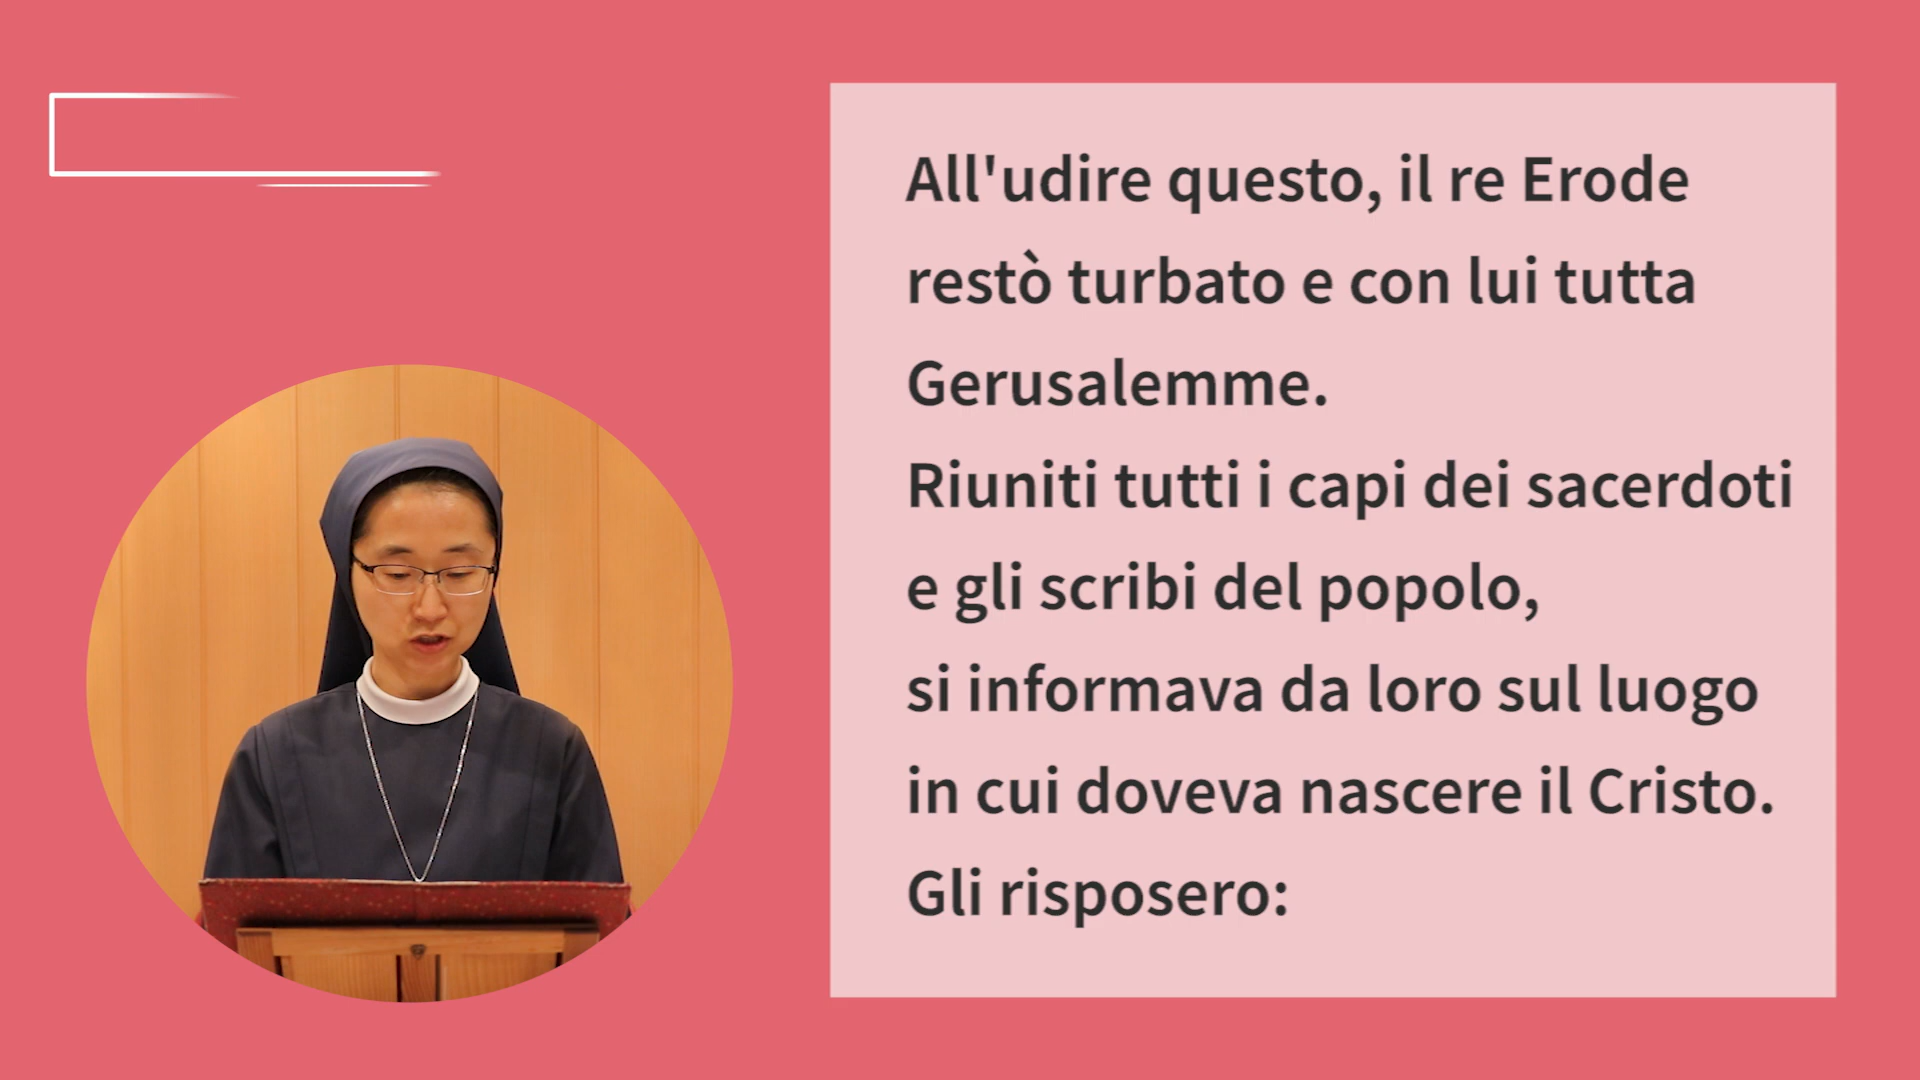 All'udire questo, il re Erode
restò turbato e con lui tutta
Gerusalemme.
Riuniti tutti i capi dei sacerdoti
e gli scribi del popolo,
si informava da loro sul luogo
in cui doveva nascere il Cristo.
Gli risposero: